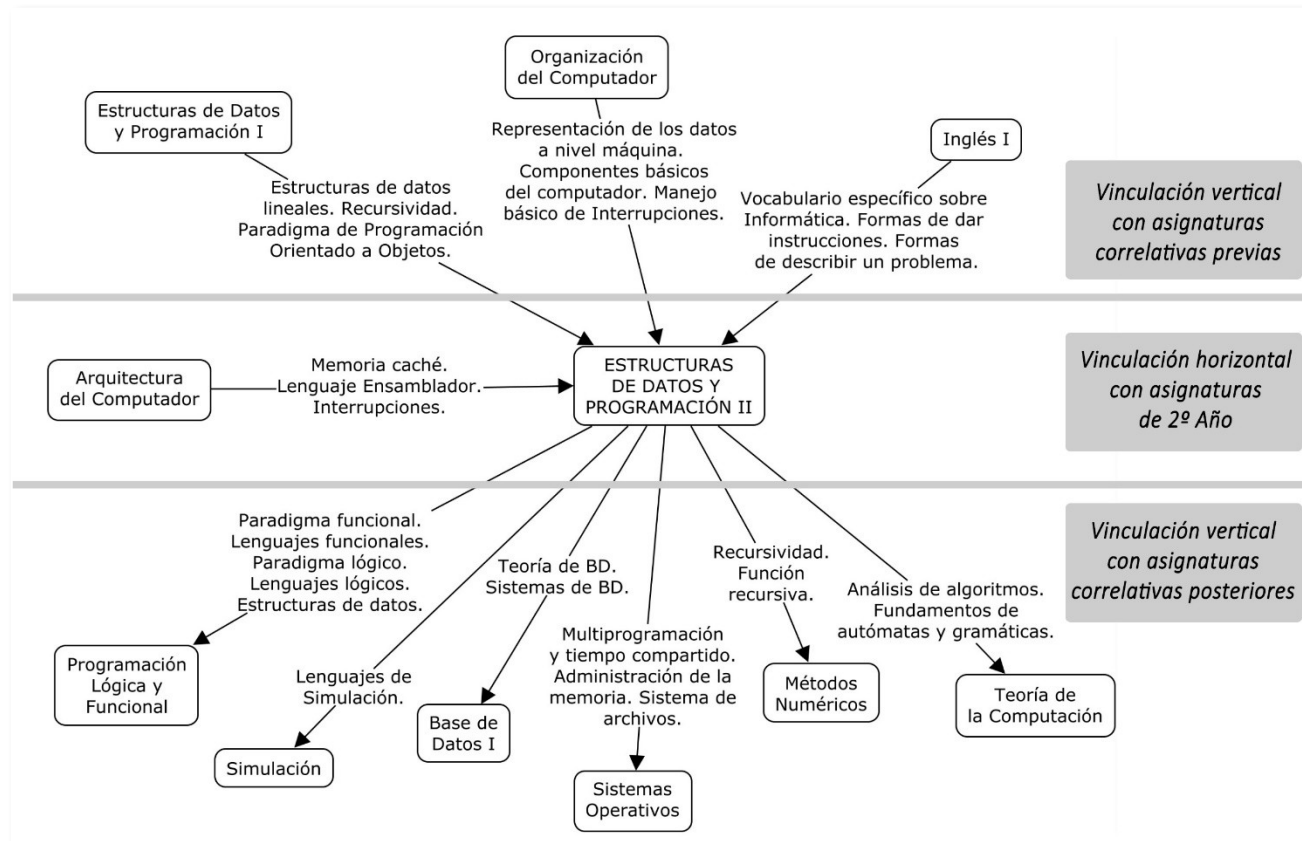 Organización
del Computador
Estructuras de Datos
y Programación I
Inglés I
Representación de los datos
a nivel máquina.
Componentes básicos
del computador. Manejo
básico de Interrupciones.
Estructuras de datos
lineales. Recursividad.
Paradigma de Programación
Orientado a Objetos.
Vocabulario específico sobre
Informática. Formas de dar
instrucciones. Formas
de describir un problema.
Vinculación vertical
con asignaturas
correlativas previas
Arquitectura
del Computador
Memoria caché.
Lenguaje Ensamblador.
Interrupciones.
ESTRUCTURAS
DE DATOS Y
PROGRAMACIÓN II
Vinculación horizontal
con asignaturas
de 2º Año
Paradigma funcional.
Lenguajes funcionales.
Paradigma lógico.
Lenguajes lógicos.
Estructuras de datos.
Teoría de BD.
Sistemas de BD.
Recursividad.
Función
recursiva.
Análisis de algoritmos.
Fundamentos de
autómatas y gramáticas.
Vinculación vertical
con asignaturas
correlativas posteriores
Lenguajes de
Simulación.
Multiprogramación
y tiempo compartido.
Administración de la
memoria. Sistema de
archivos.
Programación
Lógica y
Funcional
Simulación
Base de
Datos I
Sistemas
Operativos
Métodos
Numéricos
Teoría de
la Computación